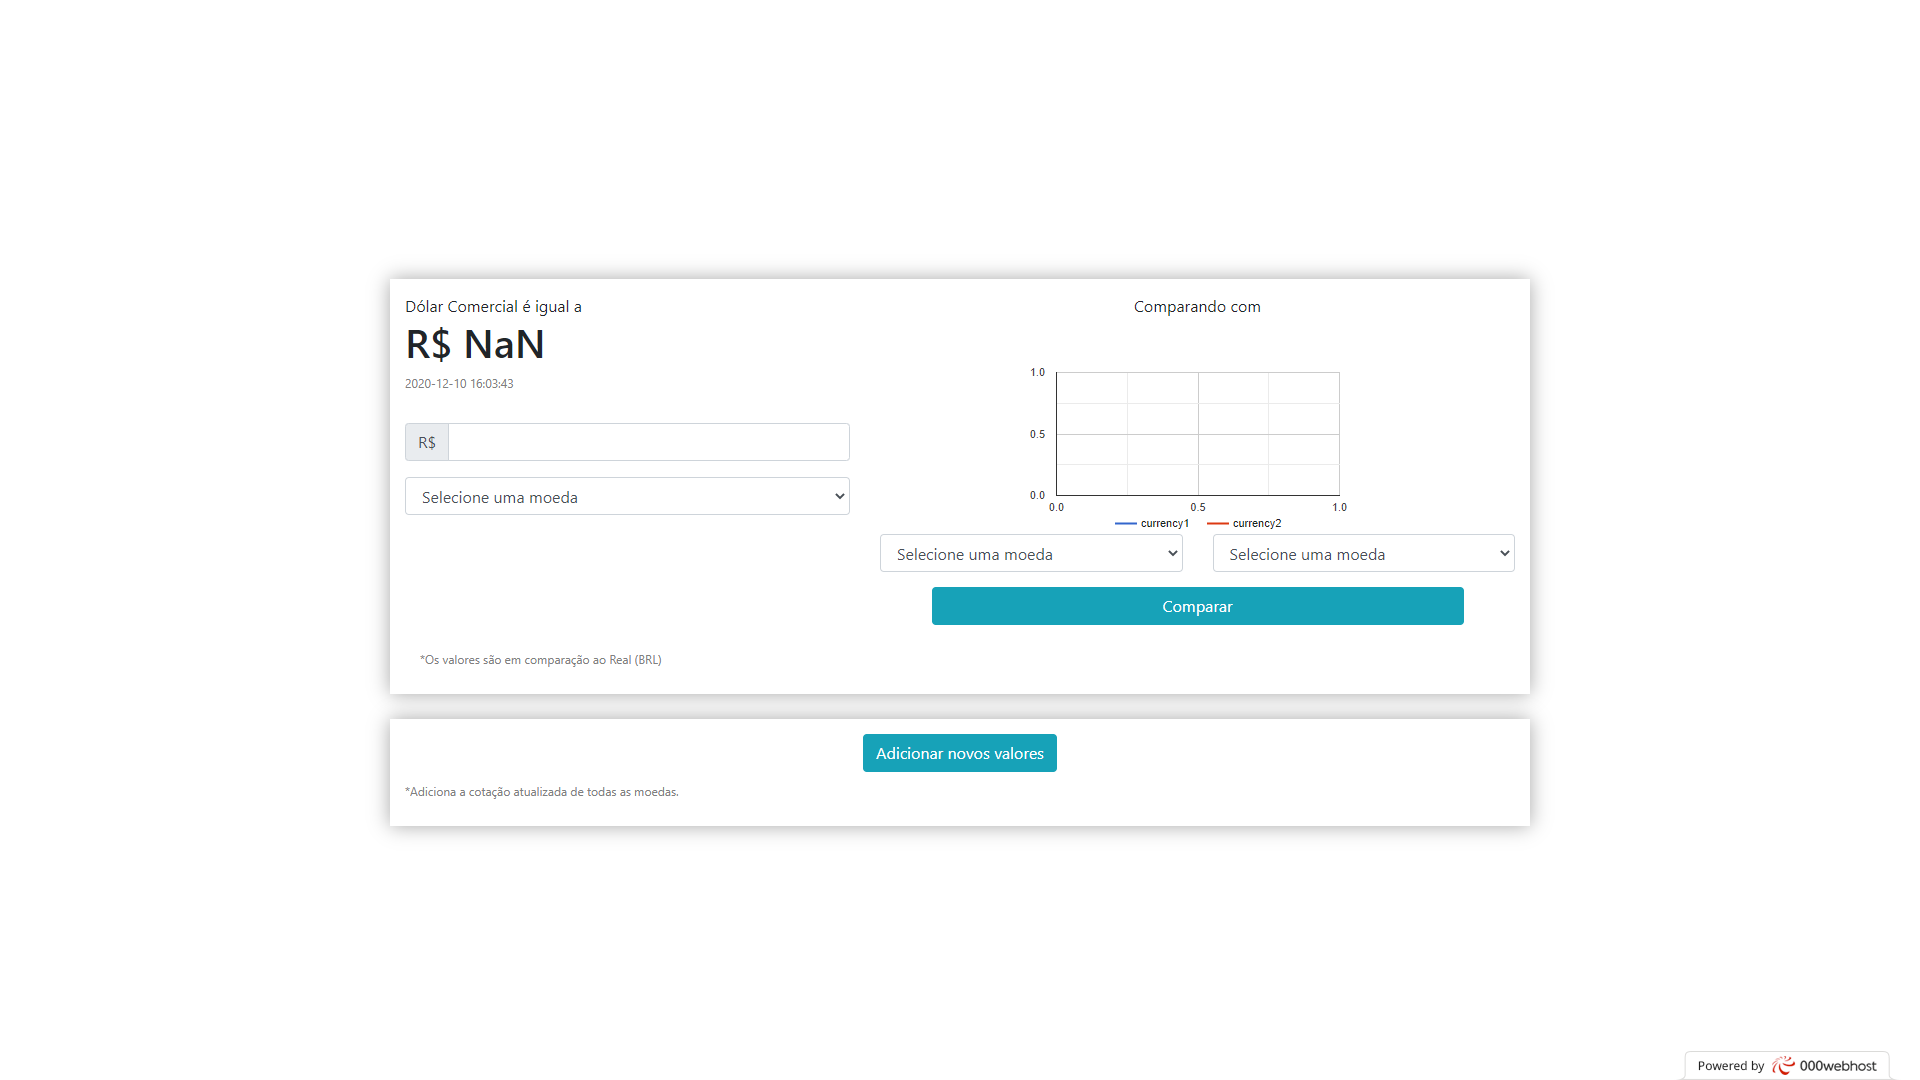 Dólar Comercial é igual a
R$ NaN
2020-12-10 16:03:43
R$
Selecione uma moeda
Comparando com
1.0
0.5
0.0
0.0 0.5 1.0
currency1 currency2
Selecione uma moeda Selecione uma moeda
Comparar
*Os valores são em comparação ao Real (BRL)
Adicionar novos valores
*Adiciona a cotação atualizada de todas as moedas.
Powered by 000webhost